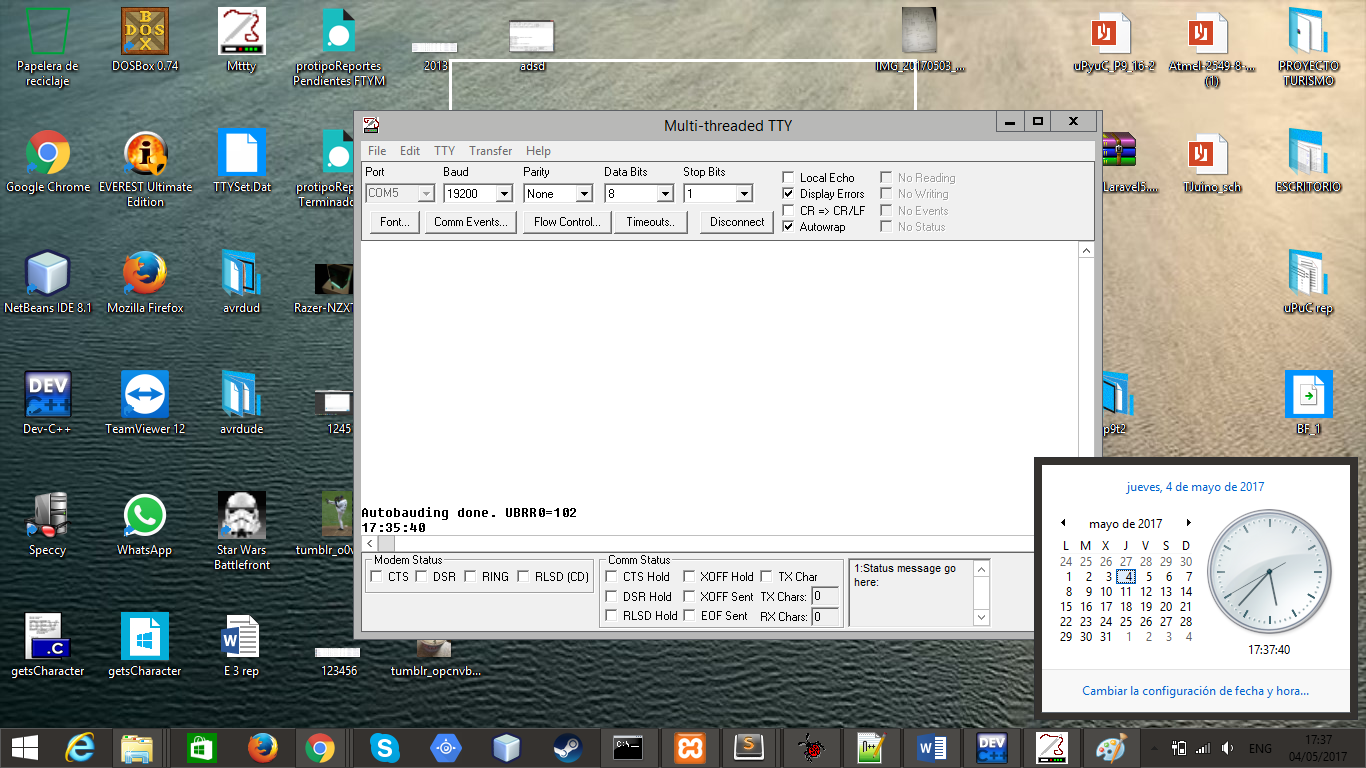 Papelera de
reciclaje
DOSBox 0.74
Mttty
protipoReportes
Pendientes FTYM
2013
adsd
IMG_20170503_...
uPyuC_P9_16-2
Atmel-2549-8-...
(1)
PROYECTO
TURISMO
Google Chrome
EVEREST Ultimate
Edition
TTYSet.Dat
protipoRepo
Terminado
Laravel5....
TJuino_sch
ESCRITORIO
NetBeans IDE 8.1
Mozilla Firefox
avrdud
Razer-NZXT
uPuC rep
Dev-C++
TeamViewer 12
avrdude
1245
p9t2
BF_1
Speccy
WhatsApp
Star Wars
Battlefront
tumblr_o0v
getsCharacter
getsCharacter
E 3 rep
123456
tumblr_opcnvb...
Multi-threaded TTY
File Edit TTY Transfer Help
Port Baud Parity Data Bits Stop Bits
COM5 19200 None 8 1
Local Echo No Reading
Display Errors No Writing
CR => CR/LF No Events
Autowrap No Status
Font... Comm Events... Flow Control... Timeouts.. Disconnect
Autobauding done. UBRR0=102
17:35:40
Modem Status
CTS DSR RING RLSD (CD)
Comm Status
CTS Hold XOFF Hold TX Char
DSR Hold XOFF Sent TX Chars: 0
RLSD Hold EOF Sent RX Chars: 0
1:Status message go
here:
jueves, 4 de mayo de 2017
mayo de 2017
L M X J V S D
24 25 26 27 28 29 30
1 2 3 4 5 6 7
8 9 10 11 12 13 14
15 16 17 18 19 20 21
22 23 24 25 26 27 28
29 30 31 1 2 3 4
17:37:40
Cambiar la configuración de fecha y hora...
ENG
17:37
04/05/2017